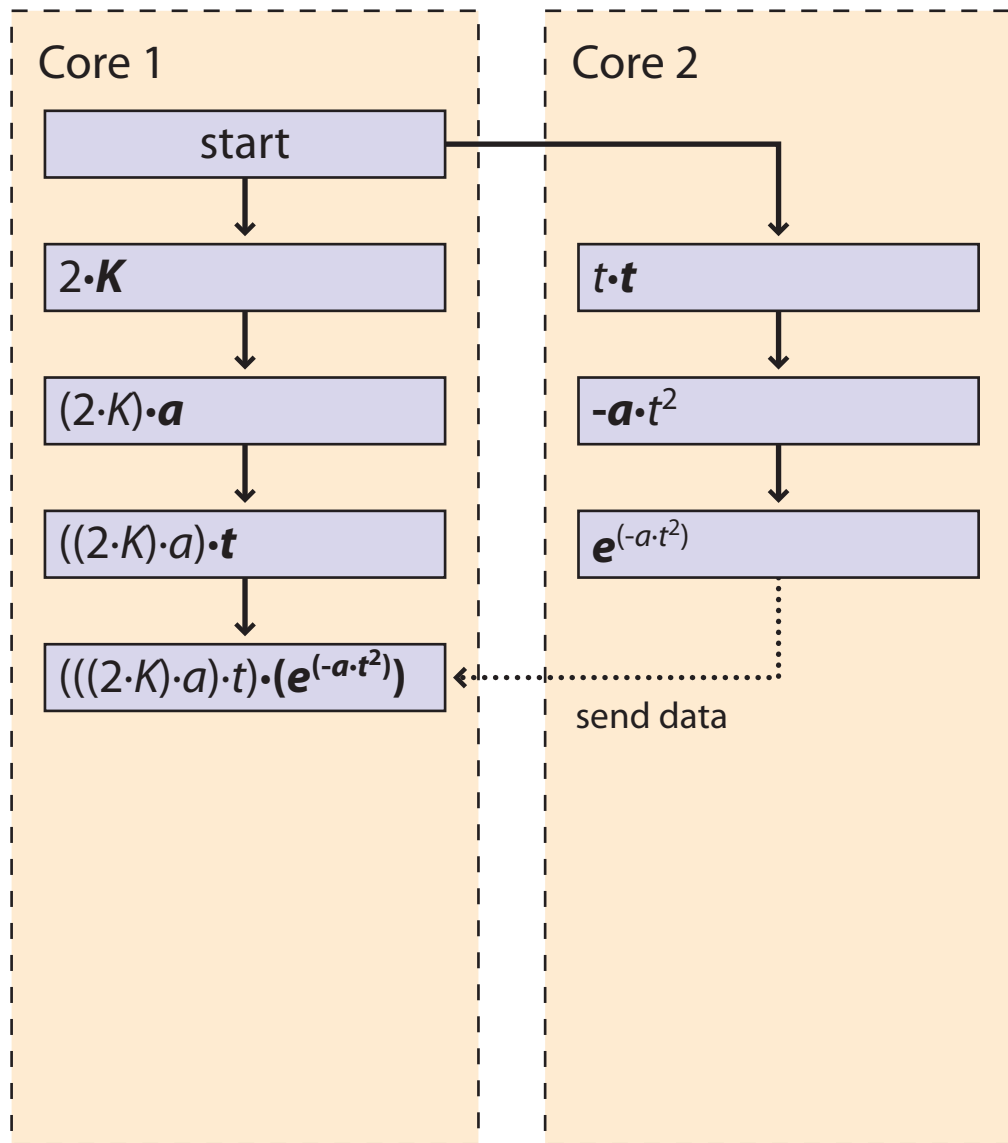 Core 1
start
2·K
(2·K)·a
((2·K)·a)·t
(((2·K)·a)·t)·(e^(-a·t²))
Core 2
t·t
-a·t²
e^(-a·t²)
send data